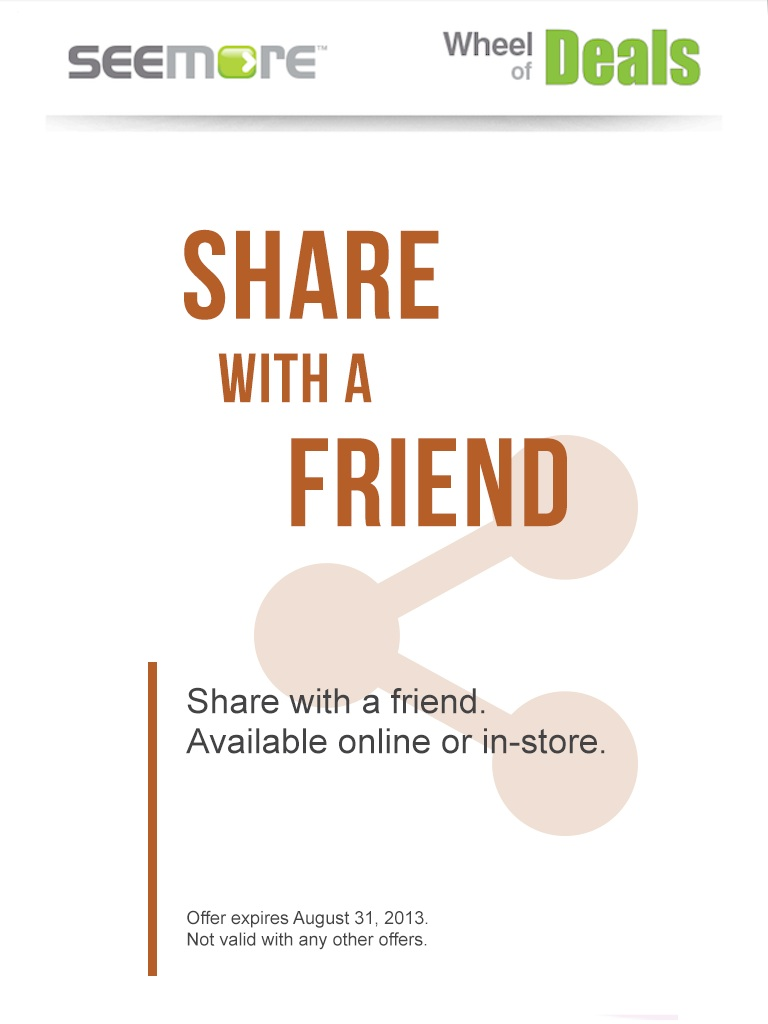 SEEMORE™
Wheel
of Deals
SHARE
WITH A
FRIEND
Share with a friend.
Available online or in-store.
Offer expires August 31, 2013.
Not valid with any other offers.